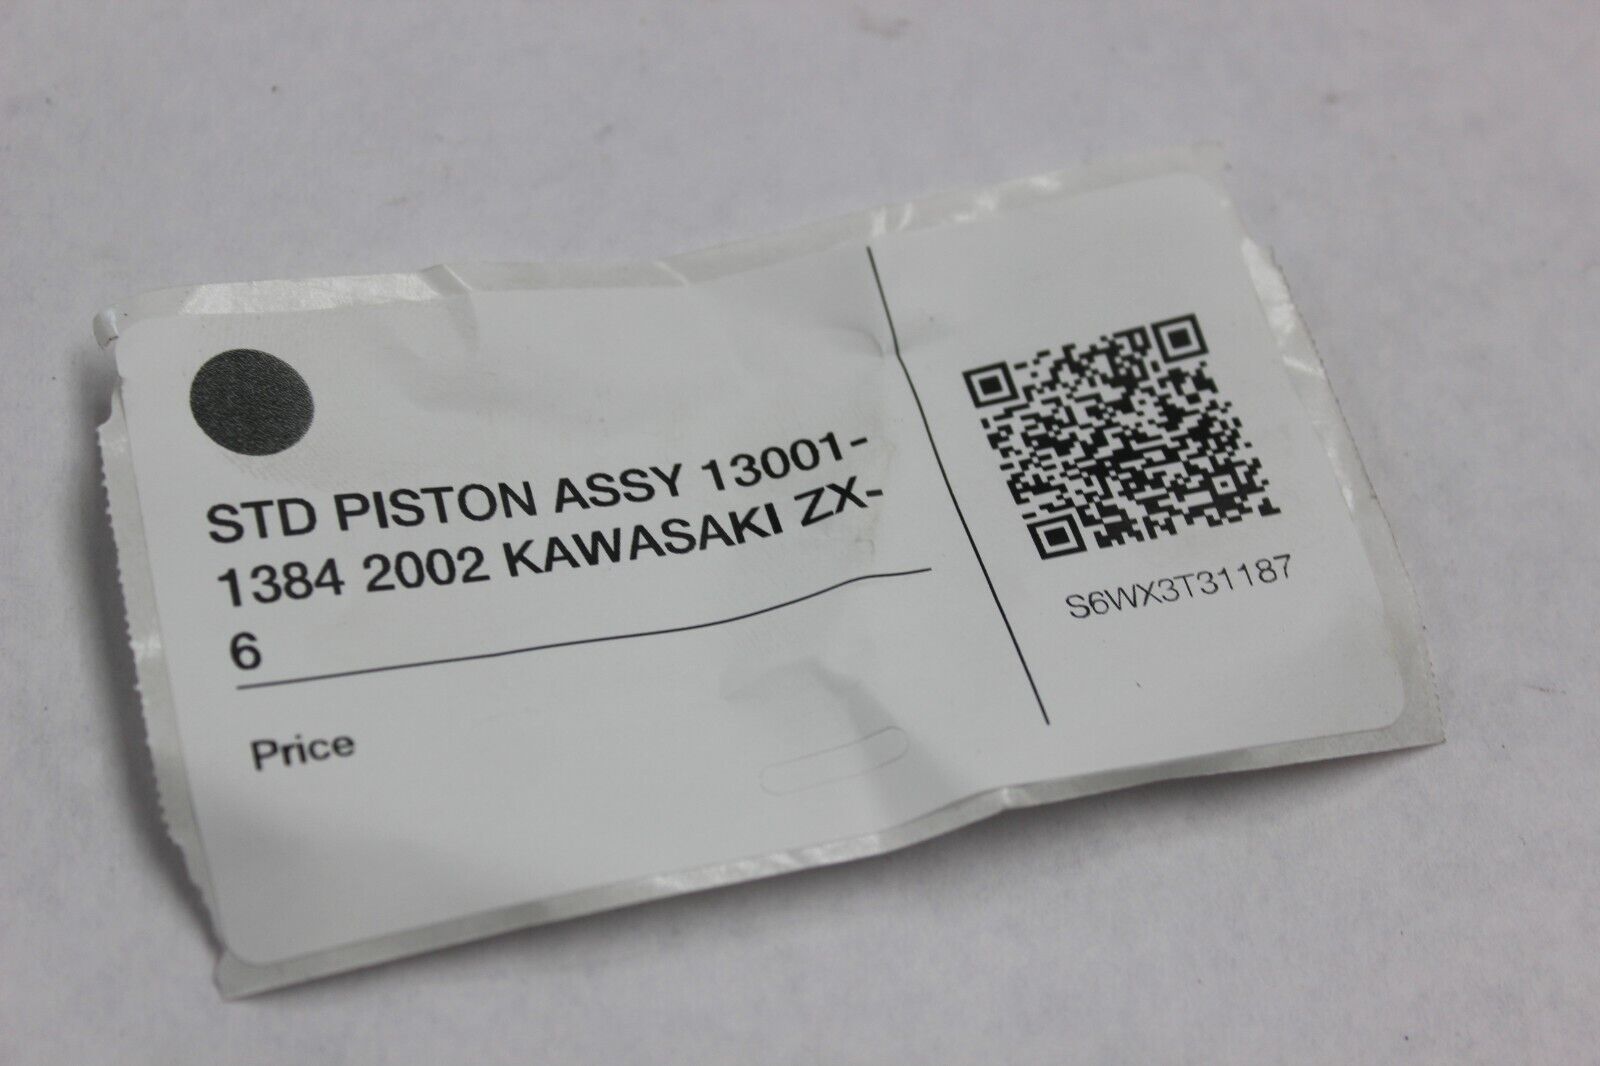 STD PISTON ASSY 13001-
1384 2002 KAWASAKI ZX-
6
Price
S6WX3T31187